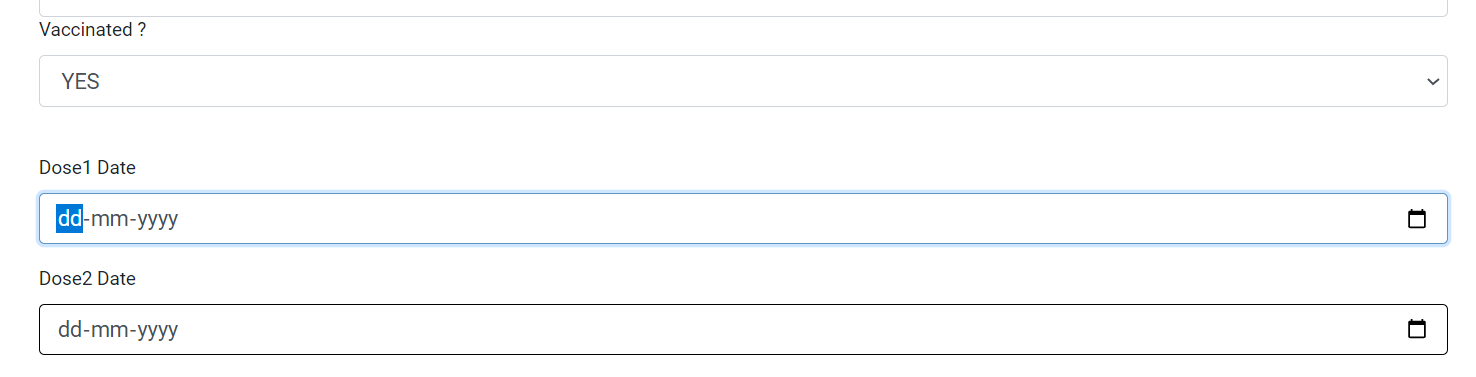 Vaccinated ?
YES
Dose1 Date
dd-mm-yyyy
Dose2 Date
dd-mm-yyyy